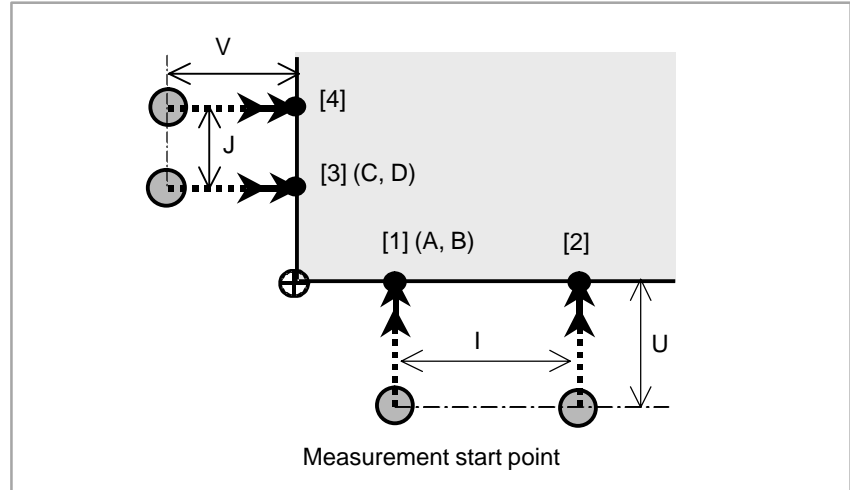 V
[4]
J
[3] (C, D)
[1] (A, B)
[2]
I
U
Measurement start point